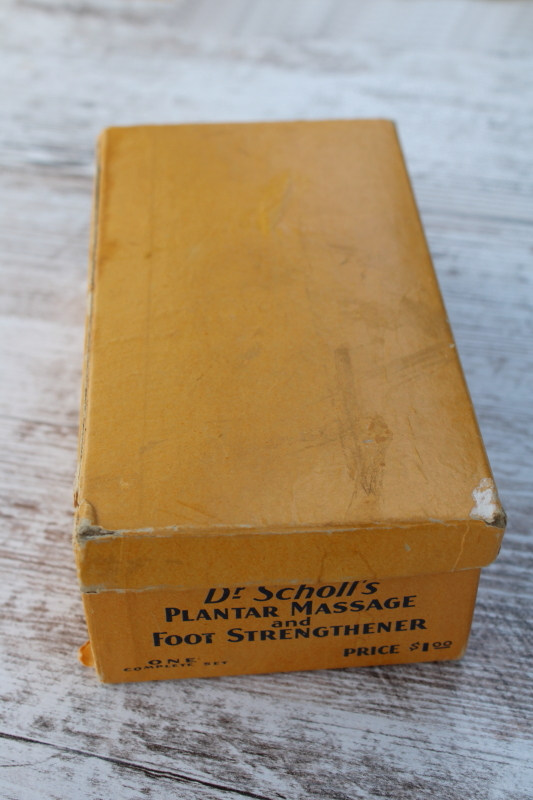 Dr Scholl's
PLANTAR MASSAGE
and
FOOT STRENGTHENER
ONE
COMPLETE SET
PRICE $1.00